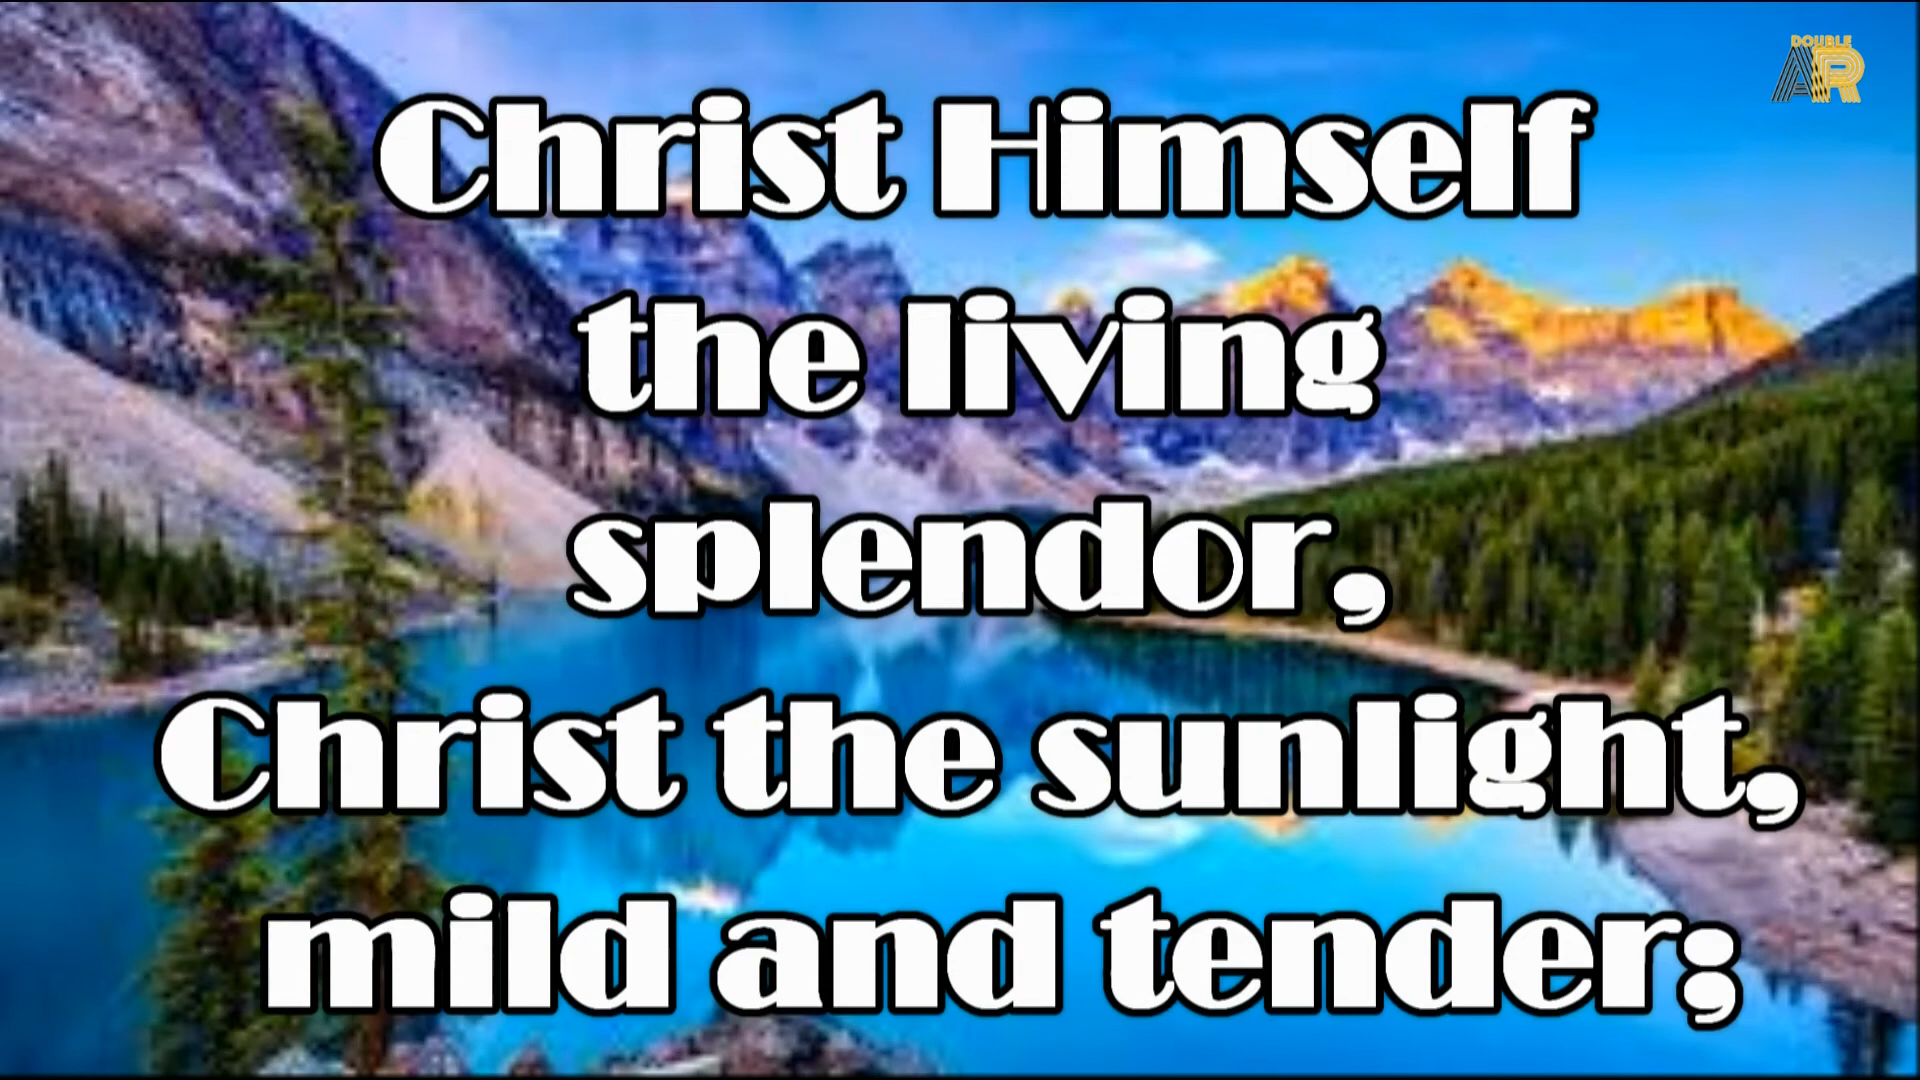 DOUBLE
AR
Christ Himself
the living
splendor,
Christ the sunlight,
mild and tender;